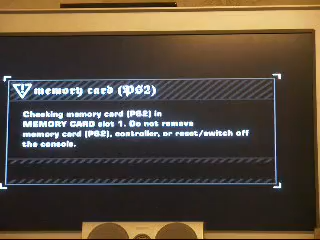 memory card (PS2)
Checking memory card (PS2) in
MEMORY CARD slot 1. Do not remove
memory card (PS2), controller, or reset/switch off
the console.